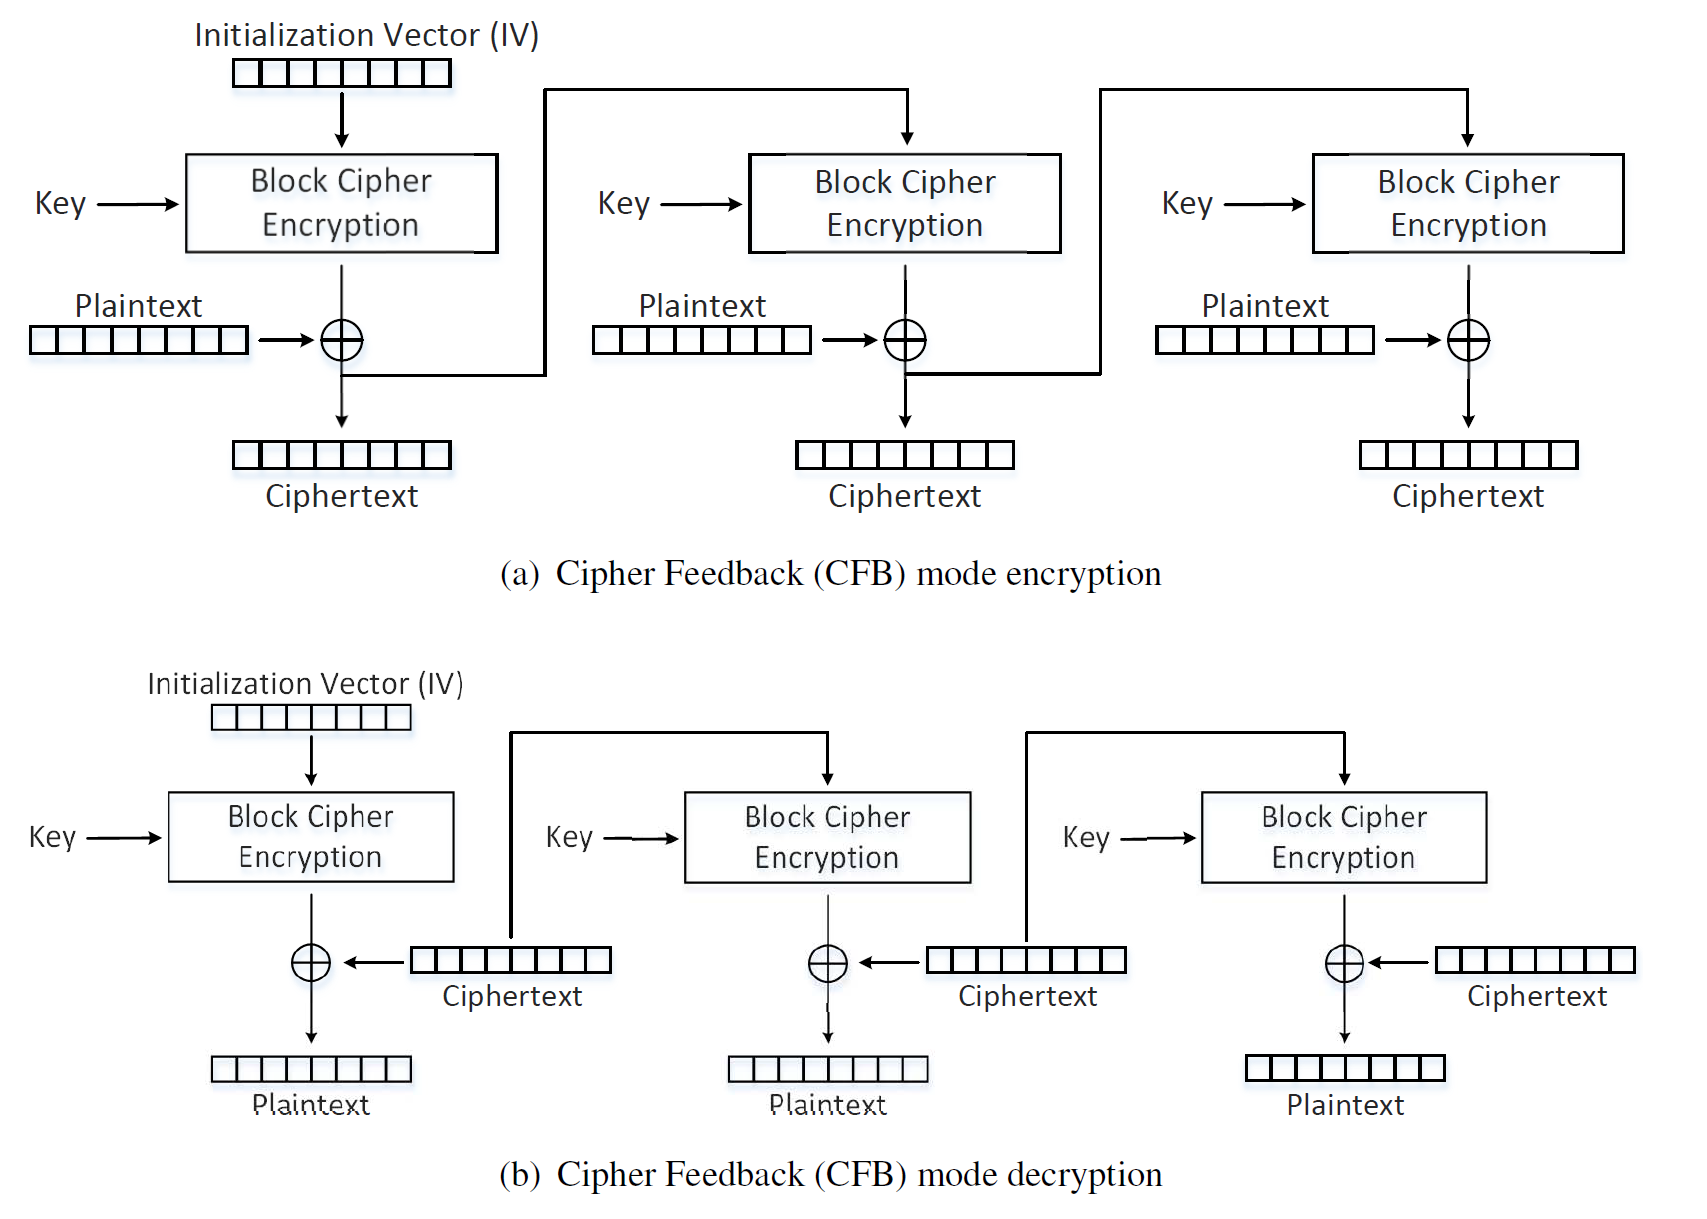 Initialization Vector (IV)
Block Cipher
Encryption
Key
Block Cipher
Encryption
Key
Block Cipher
Encryption
Key
Plaintext
Plaintext
Plaintext
Ciphertext
Ciphertext
Ciphertext
(a) Cipher Feedback (CFB) mode encryption
Initialization Vector (IV)
Block Cipher
Encryption
Key
Block Cipher
Encryption
Key
Block Cipher
Encryption
Key
Ciphertext
Ciphertext
Ciphertext
Plaintext
Plaintext
Plaintext
(b) Cipher Feedback (CFB) mode decryption